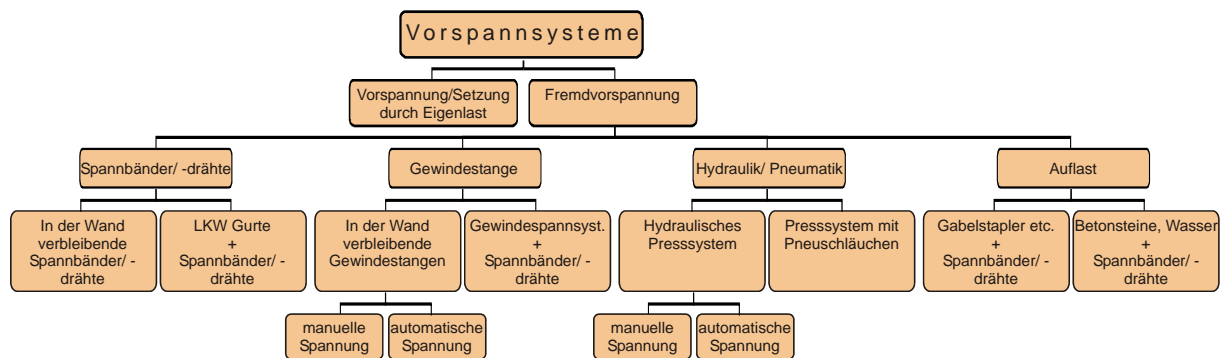 Vorspannsysteme
Vorspannung/Setzung
durch Eigenlast
Fremdvorspannung
Spannbänder/ -drähte
Gewindestange
Hydraulik/ Pneumatik
Auflast
In der Wand
verbleibende
Spannbänder/ -
drähte
LKW Gurte
+
Spannbänder/ -
drähte
In der Wand
verbleibende
Gewindestangen
Gewindespannsyst.
+
Spannbänder/ -
drähte
Hydraulisches
Presssystem
Presssystem mit
Pneuschläuchen
Gabelstapler etc.
+
Spannbänder/ -
drähte
Betonsteine, Wasser
+
Spannbänder/ -
drähte
manuelle
Spannung
automatische
Spannung
manuelle
Spannung
automatische
Spannung